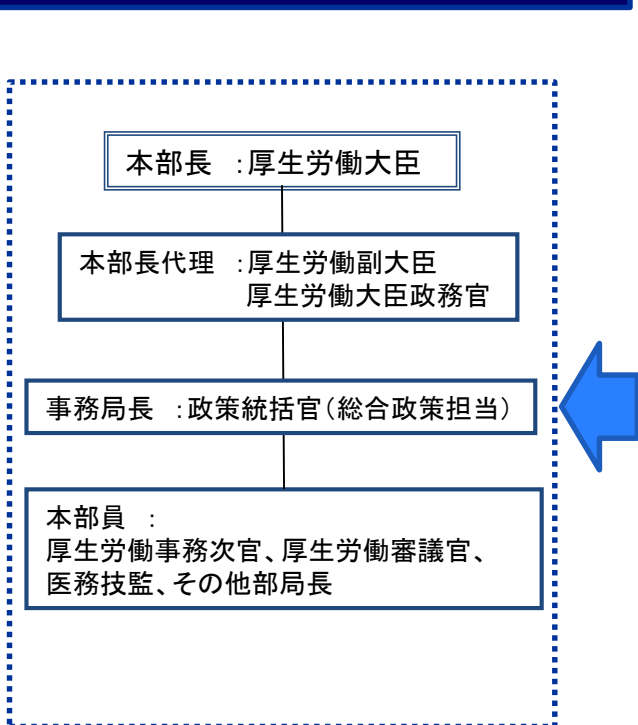 本部長　：厚生労働大臣
本部長代理　：厚生労働副大臣
厚生労働大臣政務官
事務局長　：政策統括官（総合政策担当）
本部員　：
厚生労働事務次官、厚生労働審議官、
医務技監、その他部局長